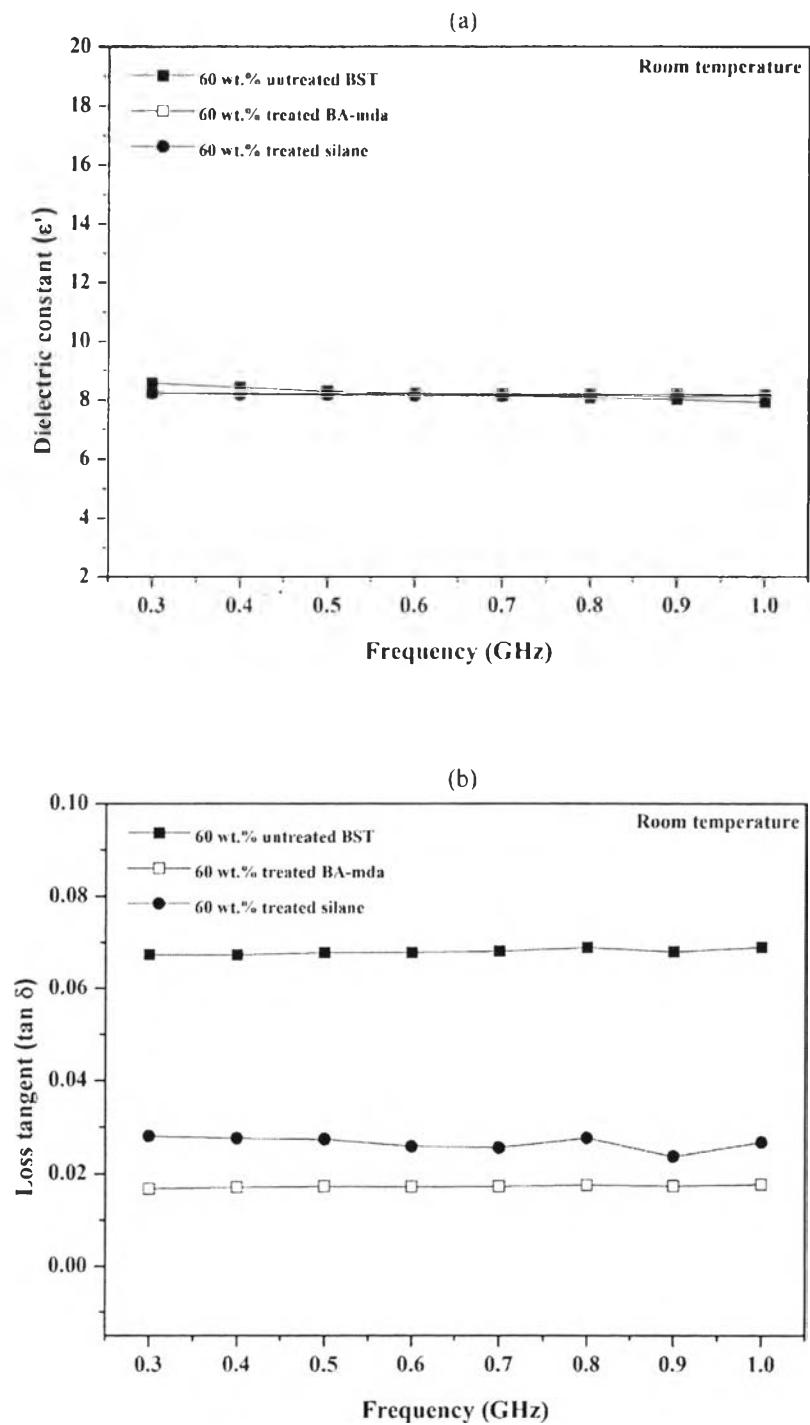 (a)
20
18
16
14
12
10
8
6
4
2
Dielectric constant (ε')
60 wt.% untreated BST
60 wt.% treated BA-mda
60 wt.% treated silane
Room temperature
0.3 0.4 0.5 0.6 0.7 0.8 0.9 1.0
Frequency (GHz)
(b)
0.10
0.08
0.06
0.04
0.02
0.00
Loss tangent (tan δ)
60 wt.% untreated BST
60 wt.% treated BA-mda
60 wt.% treated silane
Room temperature
0.3 0.4 0.5 0.6 0.7 0.8 0.9 1.0
Frequency (GHz)